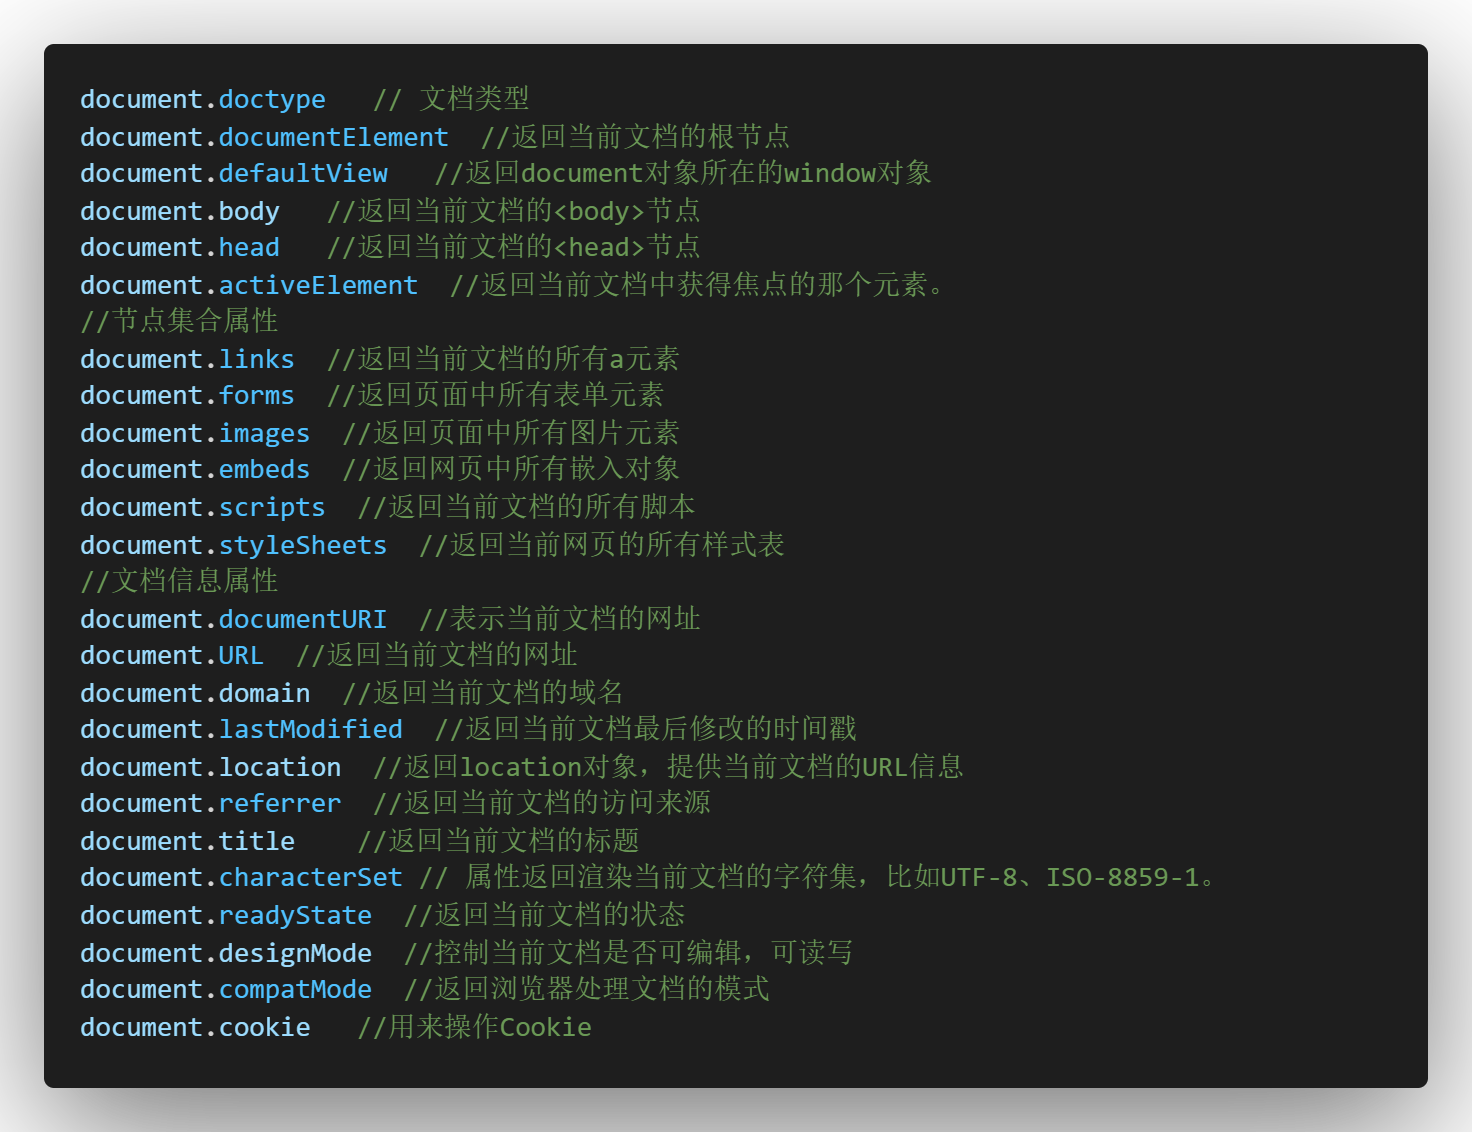 document.doctype   // 文档类型
document.documentElement  //返回当前文档的根节点
document.defaultView   //返回document对象所在的window对象
document.body   //返回当前文档的<body>节点
document.head   //返回当前文档的<head>节点
document.activeElement  //返回当前文档中获得焦点的那个元素。
//节点集合属性
document.links  //返回当前文档的所有a元素
document.forms  //返回页面中所有表单元素
document.images  //返回页面中所有图片元素
document.embeds  //返回网页中所有嵌入对象
document.scripts  //返回当前文档的所有脚本
document.styleSheets  //返回当前网页的所有样式表
//文档信息属性
document.documentURI  //表示当前文档的网址
document.URL  //返回当前文档的网址
document.domain  //返回当前文档的域名
document.lastModified  //返回当前文档最后修改的时间戳
document.location  //返回location对象，提供当前文档的URL信息
document.referrer  //返回当前文档的访问来源
document.title    //返回当前文档的标题
document.characterSet // 属性返回渲染当前文档的字符集，比如UTF-8、ISO-8859-1。
document.readyState  //返回当前文档的状态
document.designMode  //控制当前文档是否可编辑，可读写
document.compatMode  //返回浏览器处理文档的模式
document.cookie   //用来操作Cookie